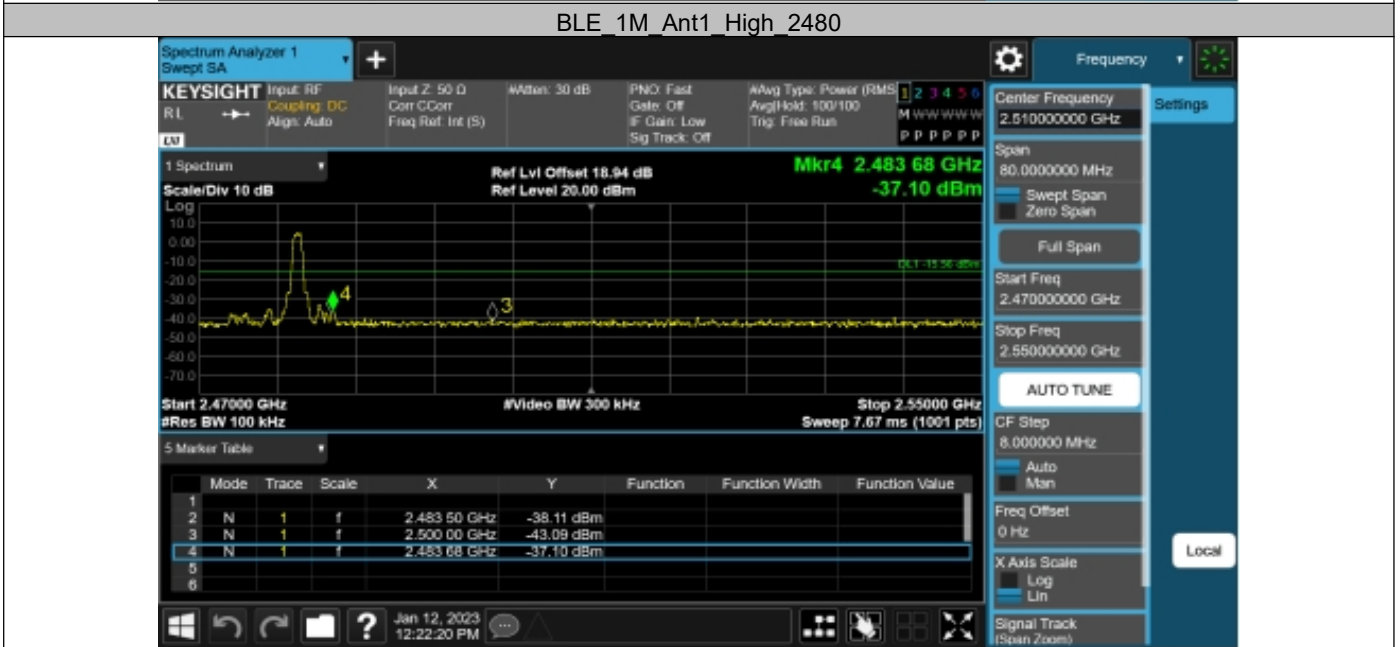 BLE_1M_Ant1_High_2480
Spectrum Analyzer 1
Swept SA
+
Frequency
KEYSIGHT
RL
LXI
Input: RF
Coupling: DC
Align: Auto
Input Z: 50 Ω
Corr CCorr
Freq Ref: Int (S)
#Atten: 30 dB
PNO: Fast
Gate: Off
IF Gain: Low
Sig Track: Off
#Avg Type: Power (RMS
Avg|Hold: 100/100
Trig: Free Run
1 2 3 4 5 6
M W W W W W
P P P P P P
1 Spectrum
Scale/Div 10 dB
Ref Lvl Offset 18.94 dB
Ref Level 20.00 dBm
Mkr4 2.483 68 GHz
-37.10 dBm
Log
10.0
0.00
-10.0
-20.0
-30.0
-40.0
-50.0
-60.0
-70.0
DL1 -15.56 dBm
4
3
Start 2.47000 GHz
#Res BW 100 kHz
#Video BW 300 kHz
Stop 2.55000 GHz
Sweep 7.67 ms (1001 pts)
5 Marker Table
Mode Trace Scale X Y Function Function Width Function Value
1
2 N 1 f 2.483 50 GHz -38.11 dBm
3 N 1 f 2.500 00 GHz -43.09 dBm
4 N 1 f 2.483 68 GHz -37.10 dBm
5
6
?
Jan 12, 2023
12:22:20 PM
Center Frequency
2.510000000 GHz
Settings
Span
80.0000000 MHz
Swept Span
Zero Span
Full Span
Start Freq
2.470000000 GHz
Stop Freq
2.550000000 GHz
AUTO TUNE
CF Step
8.000000 MHz
Auto
Man
Freq Offset
0 Hz
X Axis Scale
Log
Lin
Local
Signal Track
(Span Zoom)